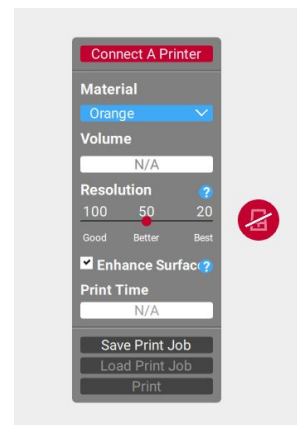 Connect A Printer
Material
Orange
Volume
N/A
Resolution ?
100 50 20
Good Better Best
Enhance Surfac ?
Print Time
N/A
Save Print Job
Load Print Job
Print